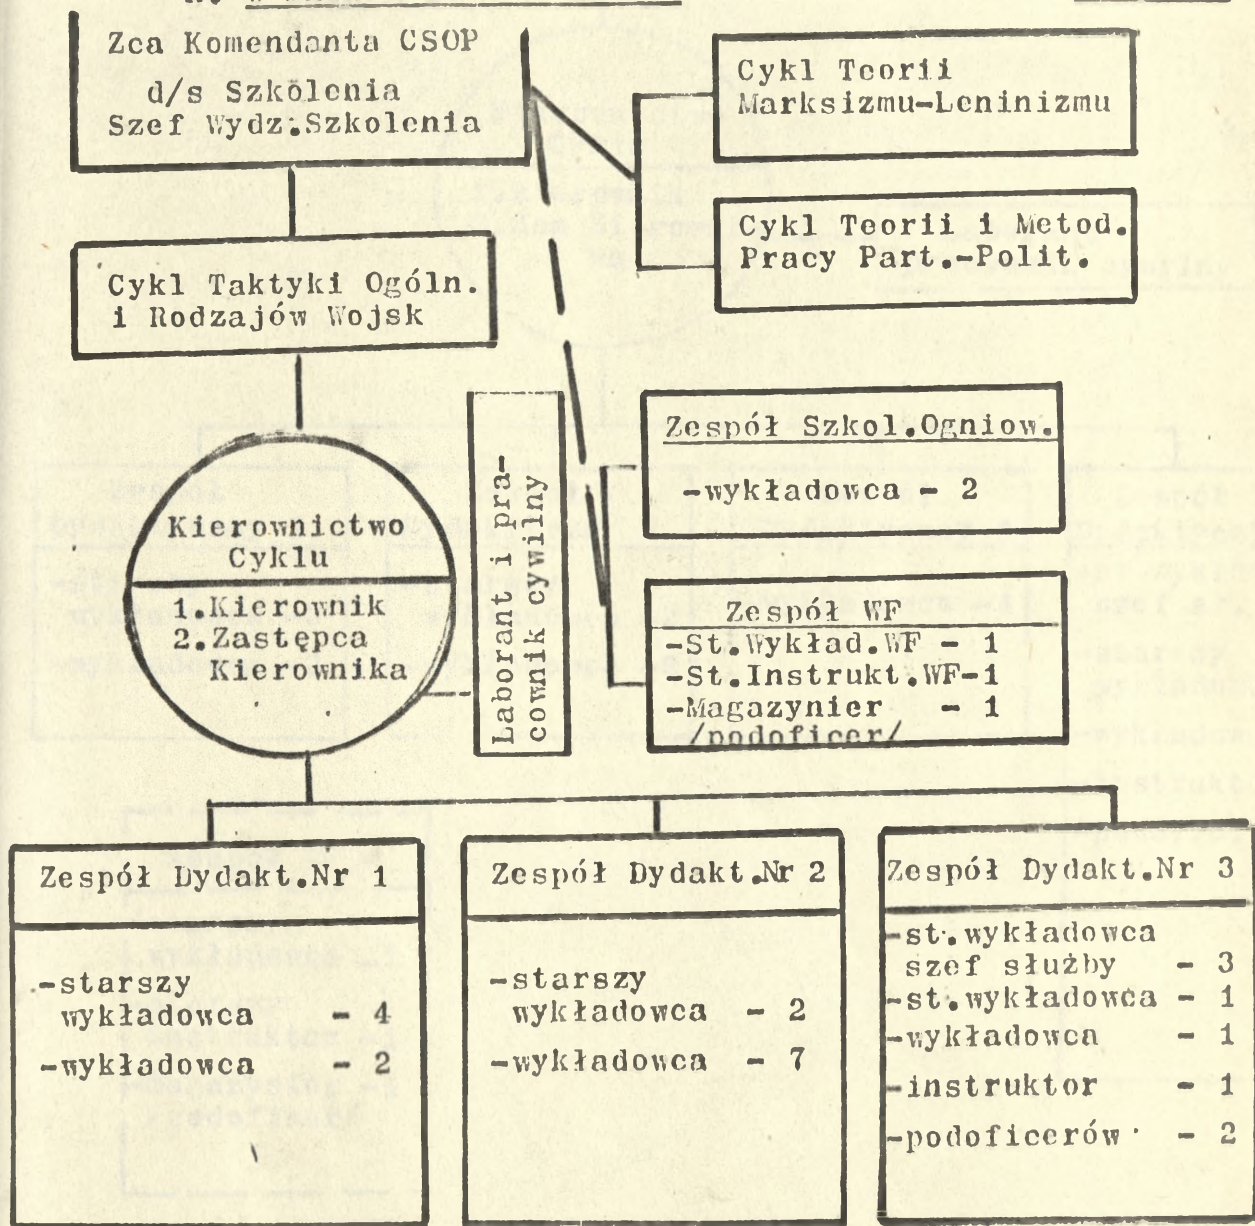 Zca Komendanta CSOP
d/s Szkolenia
Szef Wydz.Szkolenia
Cykl Teorii
Marksizmu-Leninizmu
Cykl Teorii i Metod.
Pracy Part.-Polit.
Cykl Taktyki Ogóln.
i Rodzajów Wojsk
Zespół Szkol.Ogniow.
-wykładowca - 2
Kierownictwo
Cyklu
1.Kierownik
2.Zastępca
Kierownika
Laborant i pra-
cownik cywilny
Zespół WF
-St.Wykład.WF - 1
-St.Instrukt.WF-1
-Magazynier - 1
/podoficer/
Zespół Dydakt.Nr 1
-starszy
wykładowca - 4
-wykładowca - 2
Zespół Dydakt.Nr 2
-starszy
wykładowca - 2
-wykładowca - 7
Zespół Dydakt.Nr 3
-st.wykładowca
szef służby - 3
-st.wykładowca - 1
-wykładowca - 1
-instruktor - 1
-podoficerów - 2